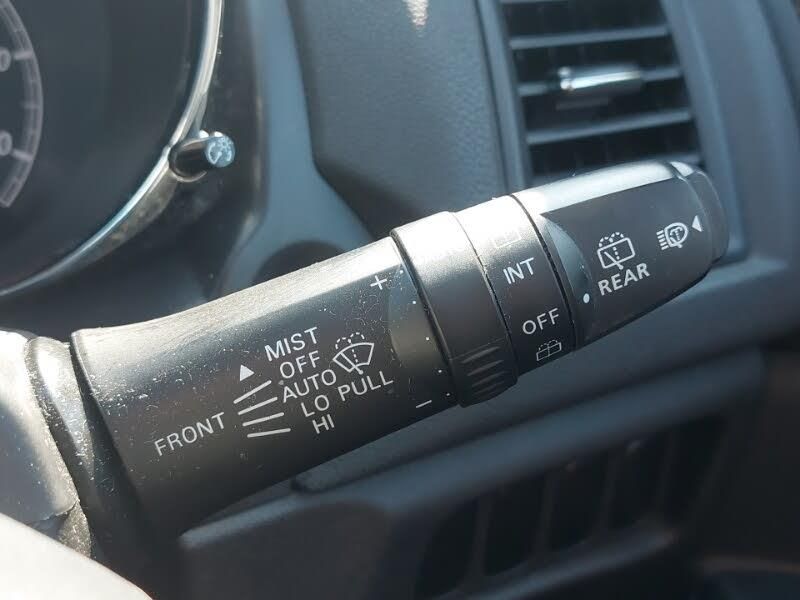 MIST
OFF
AUTO
LO PULL
HI
FRONT
+
−
INT
OFF
REAR